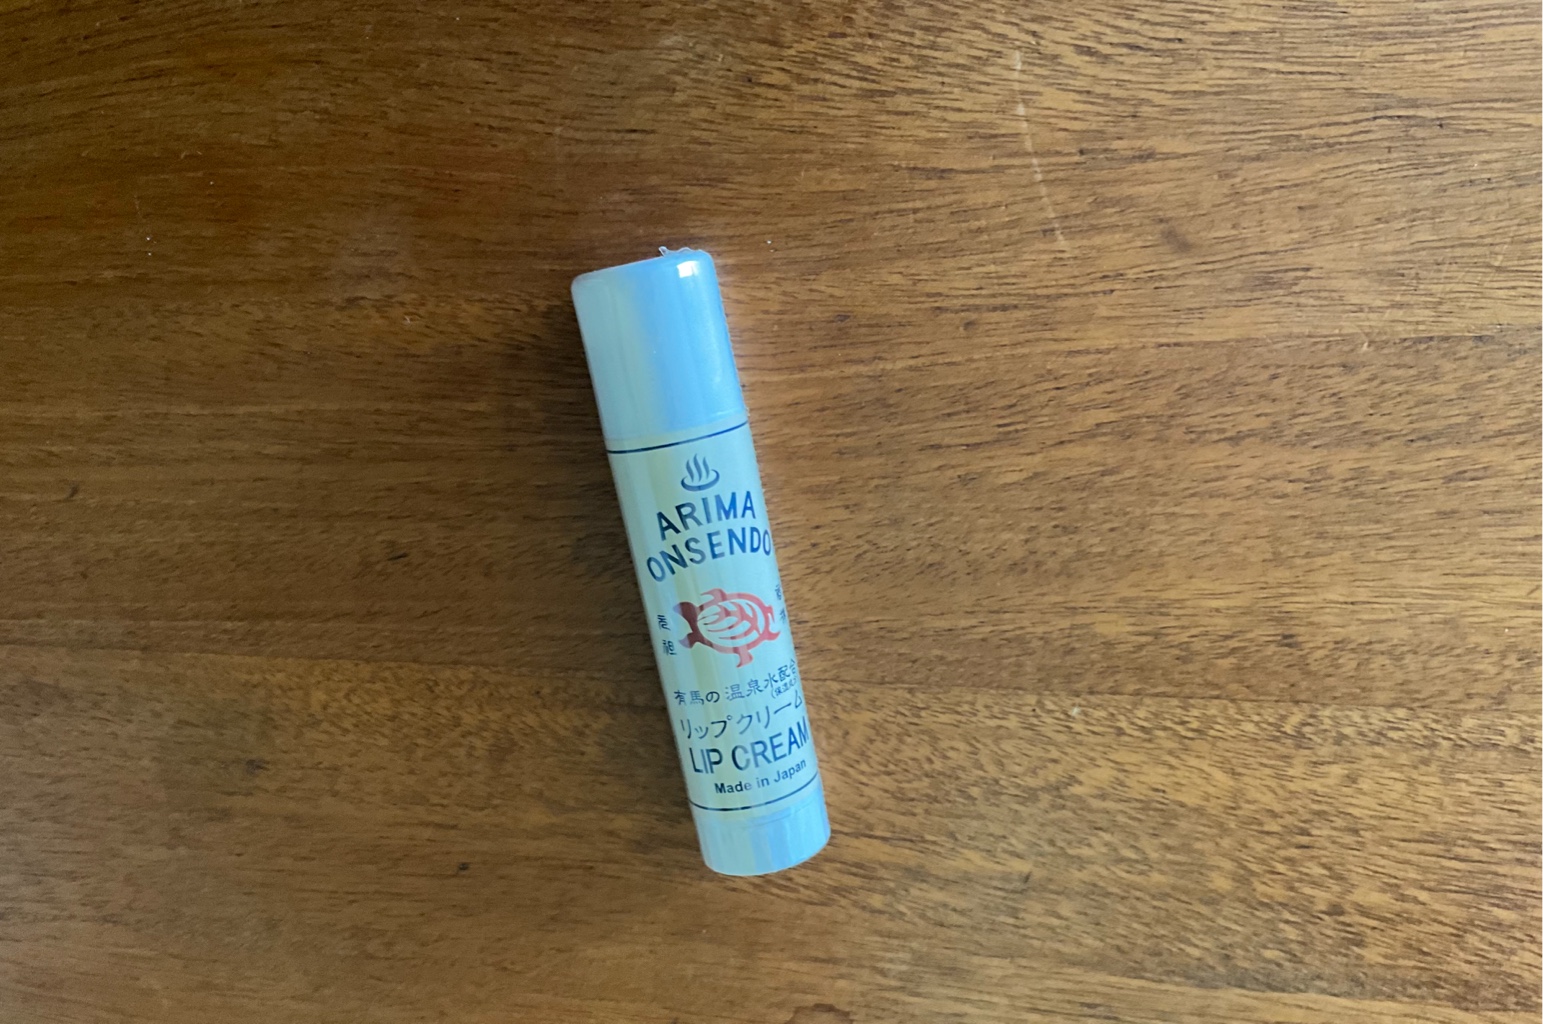 ARIMA
ONSENDO
有馬の温泉水配合
リップクリーム
LIP CREAM
Made in Japan